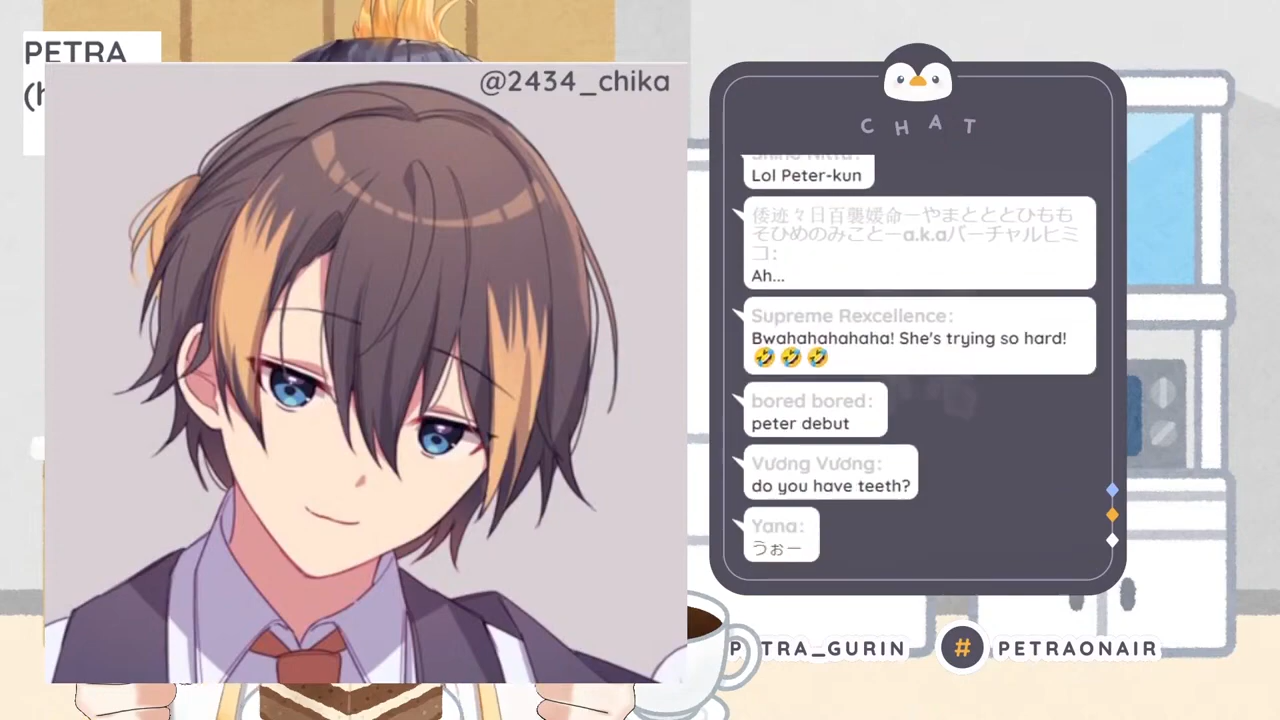 PETRA
(h
@2434_chika
C H A T
Lol Peter-kun
倭迹々日百襲媛命ーやまとととひもも
そひめのみことーa.k.aバーチャルヒミ
コ:
Ah...
Supreme Rexcellence:
Bwahahahahaha! She's trying so hard!
🤣 🤣 🤣
bored bored:
peter debut
Vương Vương:
do you have teeth?
Yana:
うぉー
P TRA_GURIN
# PETRAONAIR